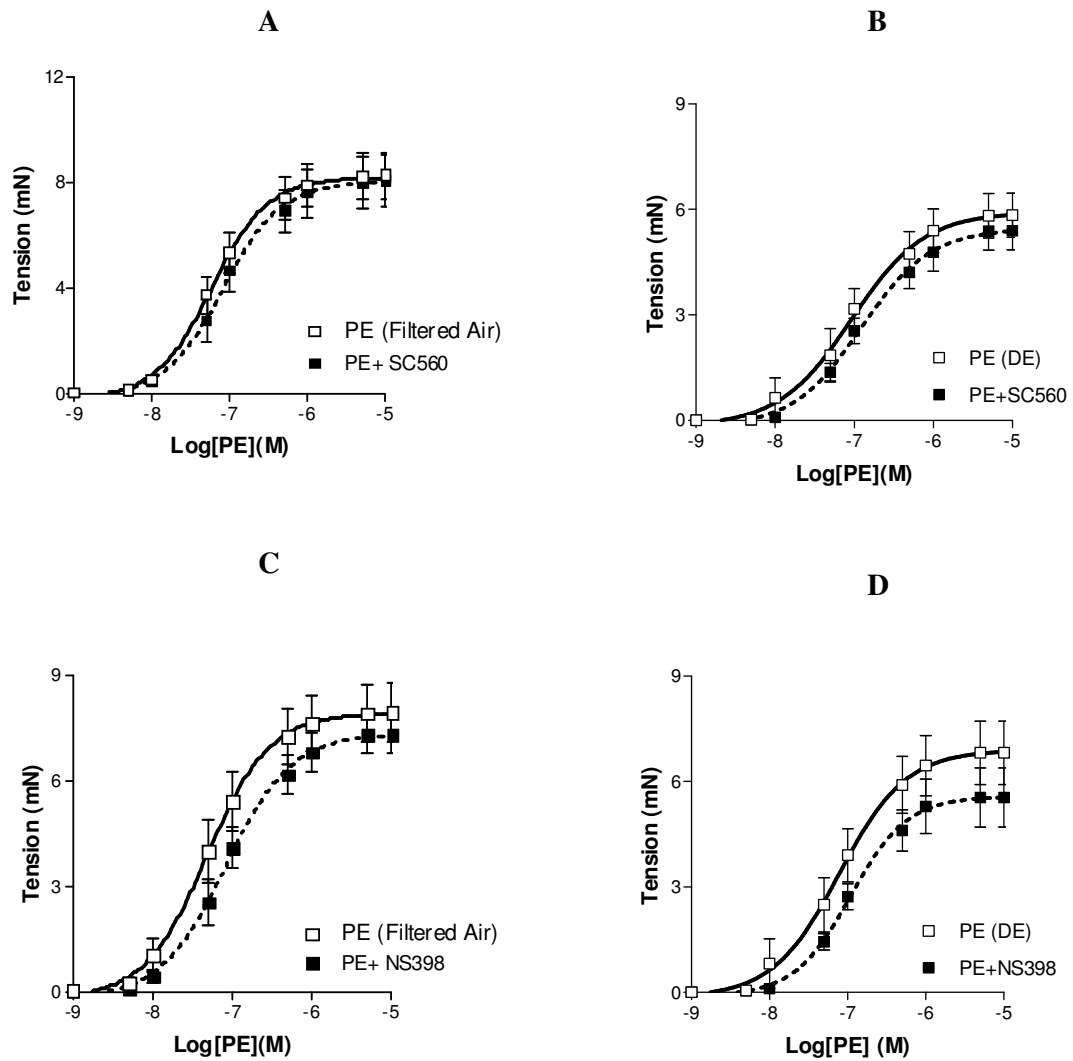 A
12
8
4
0
Tension (mN)
PE (Filtered Air)
PE+ SC560
-9 -8 -7 -6 -5
Log[PE](M)
B
9
6
3
0
Tension (mN)
PE (DE)
PE+SC560
-9 -8 -7 -6 -5
Log[PE](M)
C
9
6
3
0
Tension (mN)
PE (Filtered Air)
PE+ NS398
-9 -8 -7 -6 -5
Log[PE](M)
D
9
6
3
0
Tension (mN)
PE (DE)
PE+NS398
-9 -8 -7 -6 -5
Log[PE] (M)